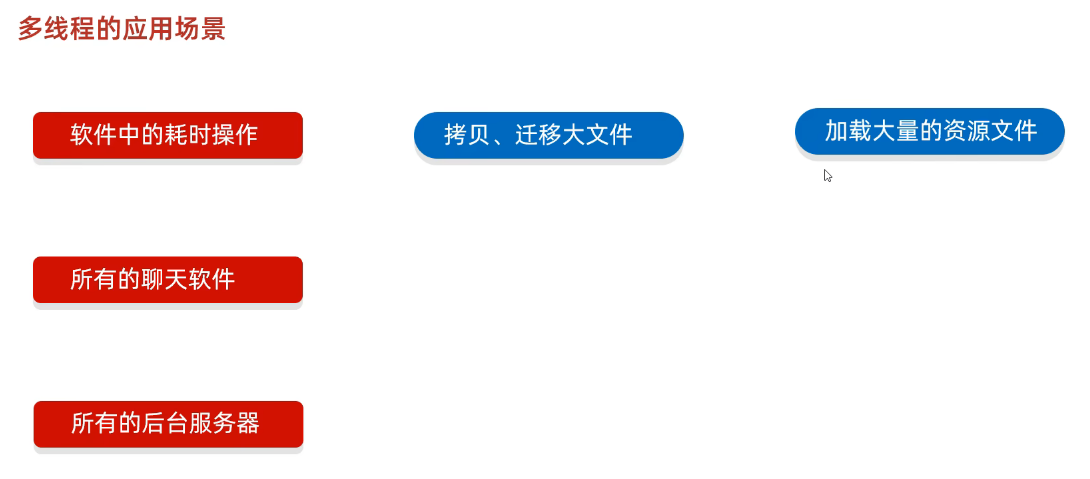 多线程的应用场景
软件中的耗时操作
拷贝、迁移大文件
加载大量的资源文件
所有的聊天软件
所有的后台服务器